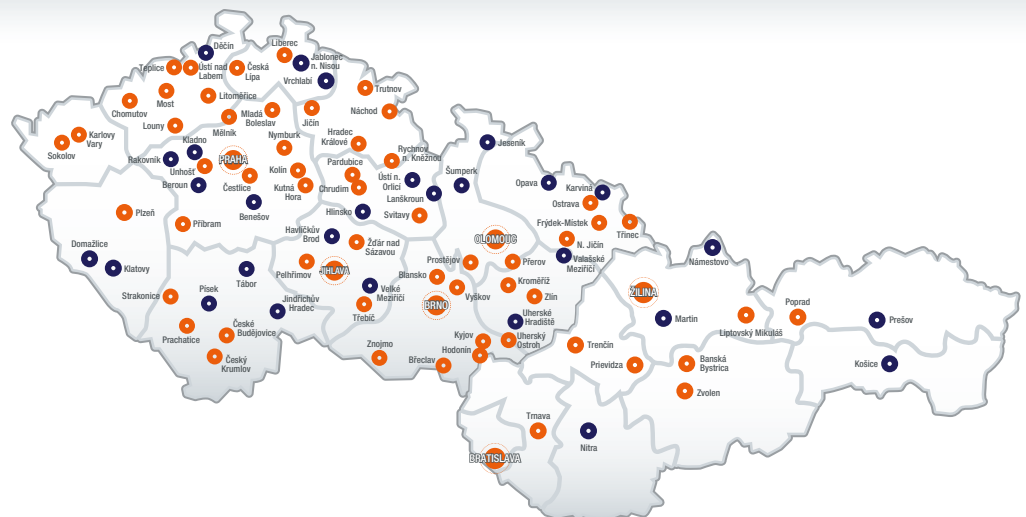 Děčín
Liberec
Jablonec
n. Nisou
Teplice
Ústí nad
Labem
Česká
Lípa
Vrchlabí
Trutnov
Most
Litoměřice
Chomutov
Mladá
Boleslav
Jičín
Náchod
Louny
Mělník
Karlovy
Vary
Sokolov
Kladno
Nymburk
Hradec
Králové
Jeseník
Rakovník
PRAHA
Rychnov
n. Kněžnou
Unhošť
Pardubice
Kolín
Šumperk
Beroun
Čestlice
Ústí n.
Orlicí
Opava
Karviná
Kutná
Hora
Chrudim
Lanškroun
Ostrava
Benešov
Plzeň
Hlinsko
Svitavy
Příbram
Frýdek-Místek
Třinec
Havlíčkův
Brod
OLOMOUC
Domažlice
Žďár nad
Sázavou
N. Jičín
Valašské
Meziříčí
Námestovo
Klatovy
Tábor
Pelhřimov
JIHLAVA
Prostějov
Přerov
Blansko
Kroměříž
Velké
Meziříčí
Písek
Strakonice
Jindřichův
Hradec
Vyškov
Zlín
ŽILINA
BRNO
Poprad
Třebíč
Martin
Uherské
Hradiště
Prešov
Liptovský Mikuláš
České
Budějovice
Prachatice
Kyjov
Uherský
Ostroh
Trenčín
Znojmo
Hodonín
Český
Krumlov
Břeclav
Prievidza
Banská
Bystrica
Košice
Zvolen
Trnava
Nitra
BRATISLAVA